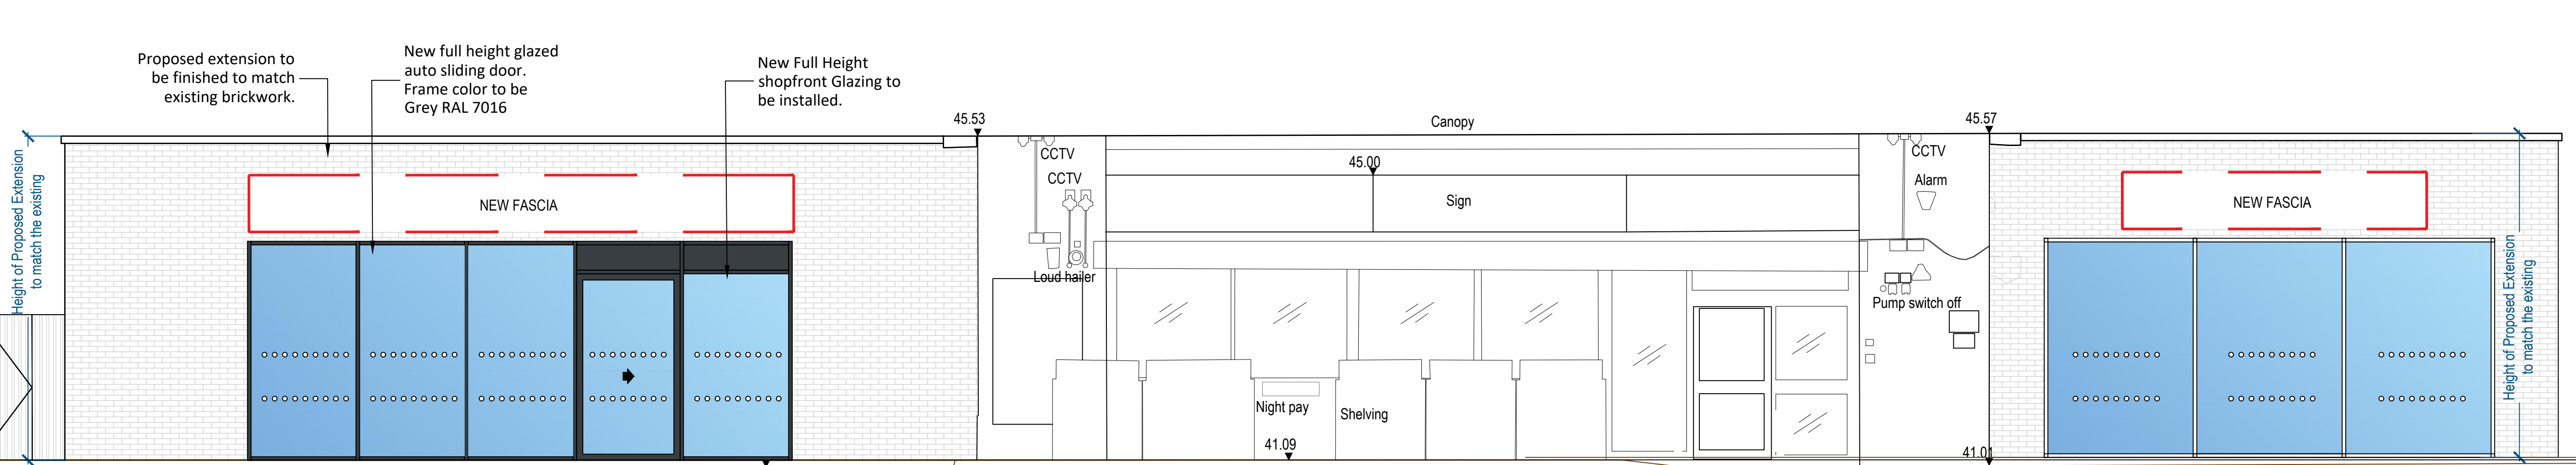 Proposed extension to
be finished to match
existing brickwork.
New full height glazed
auto sliding door.
Frame color to be
Grey RAL 7016
New Full Height
shopfront Glazing to
be installed.
Height of Proposed Extension
to match the existing
NEW FASCIA
45.53
CCTV
CCTV
Loud hailer
Canopy
45.00
Sign
Night pay
Shelving
41.09
45.57
CCTV
Alarm
Pump switch off
41.01
NEW FASCIA
Height of Proposed Extension
to match the existing